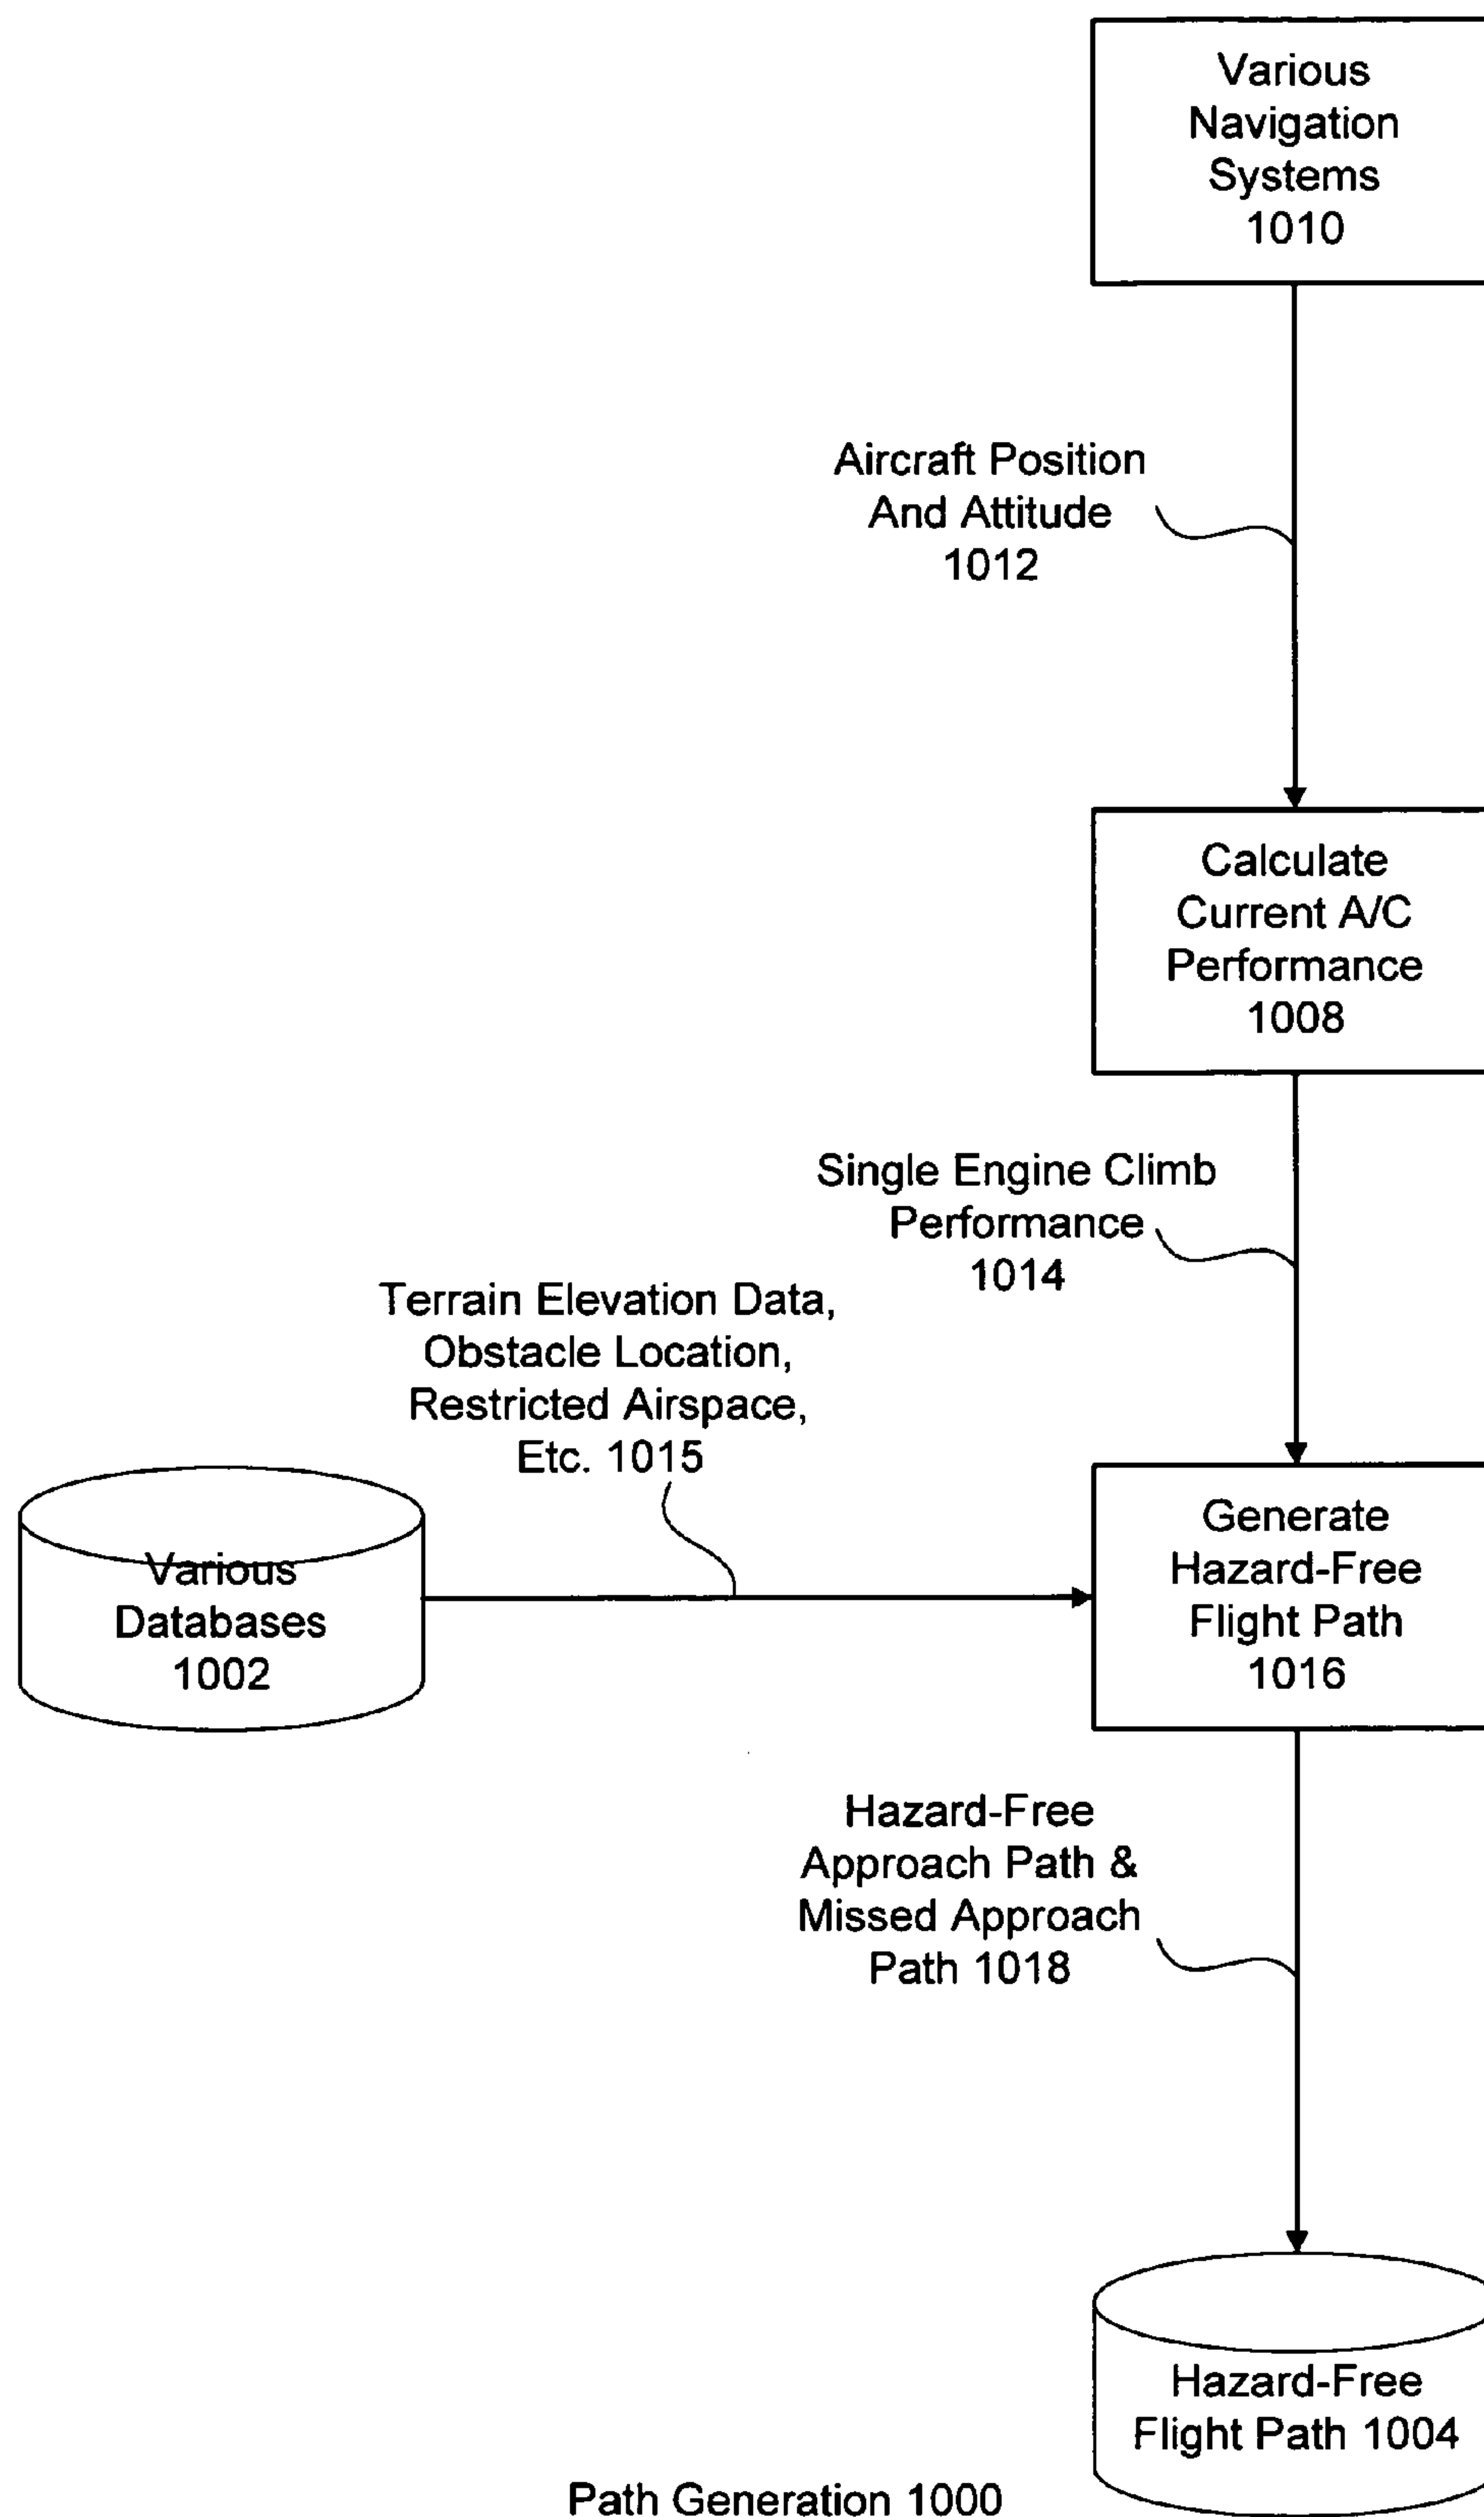 Various
Navigation
Systems
1010
Aircraft Position
And Attitude
1012
Calculate
Current A/C
Performance
1008
Single Engine Climb
Performance
1014
Terrain Elevation Data,
Obstacle Location,
Restricted Airspace,
Etc. 1015
Various
Databases
1002
Generate
Hazard-Free
Flight Path
1016
Hazard-Free
Approach Path &
Missed Approach
Path 1018
Hazard-Free
Flight Path 1004
Path Generation 1000